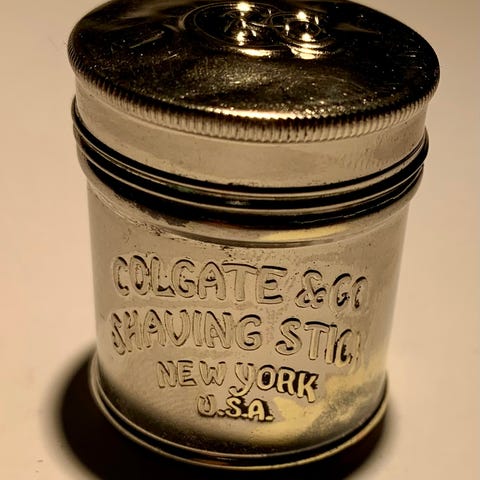 COLGATE & CO
SHAVING STICK
NEW YORK
U.S.A.